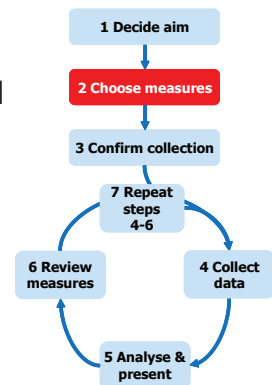 1 Decide aim
2 Choose measures
3 Confirm collection
7 Repeat
steps
4-6
6 Review
measures
4 Collect
data
5 Analyse &
present